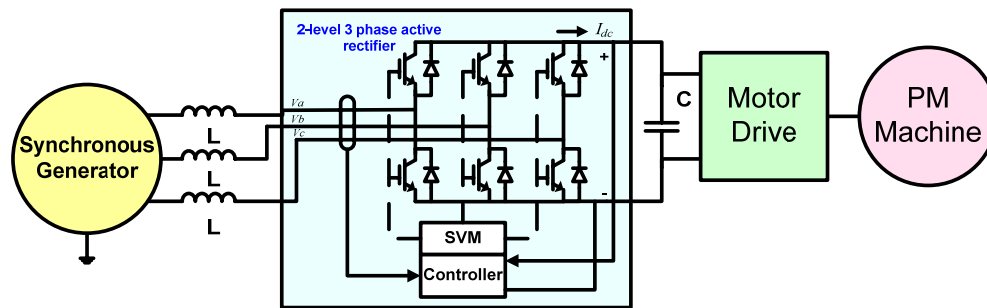 2-level 3 phase active
rectifier
Idc
+
Va
Vb
Vc
L
L
L
Synchronous
Generator
C
Motor
Drive
PM
Machine
-
SVM
Controller